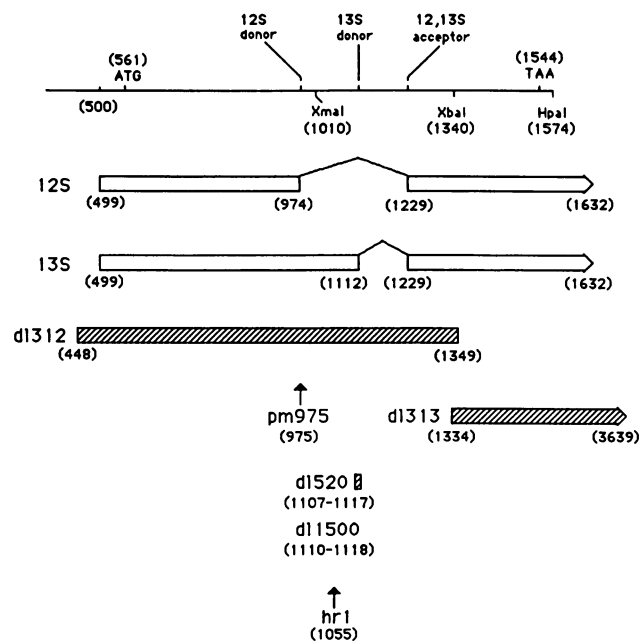 12S donor
13S donor
12,13S acceptor
(561) ATG
(1544) TAA
(500)
XmaI (1010)
XbaI (1340)
HpaI (1574)
12S
(499)
(974)
(1229)
(1632)
13S
(499)
(1112)
(1229)
(1632)
dl312
(448)
(1349)
pm975
(975)
dl313
(1334)
(3639)
dl520
(1107-1117)
dl1500
(1110-1118)
hr1
(1055)